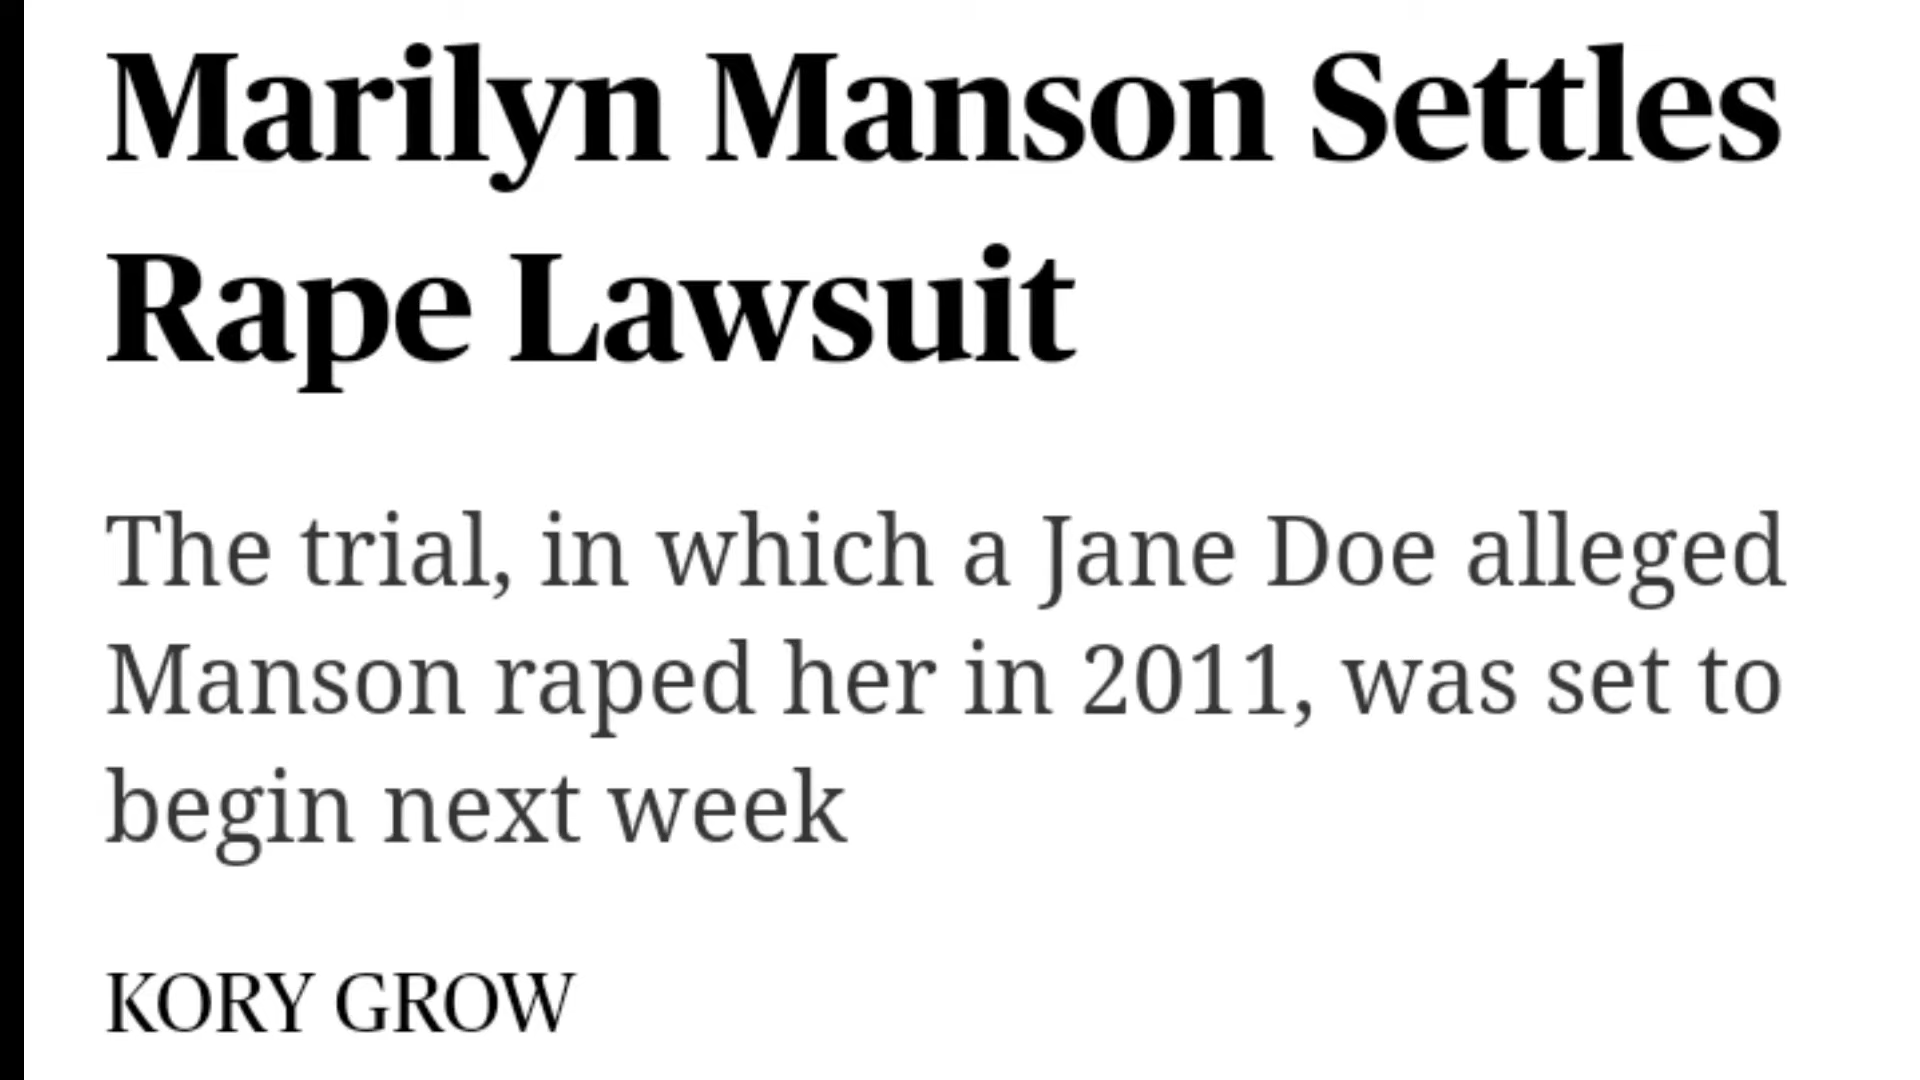 Marilyn Manson Settles
Rape Lawsuit
The trial, in which a Jane Doe alleged
Manson raped her in 2011, was set to
begin next week
KORY GROW